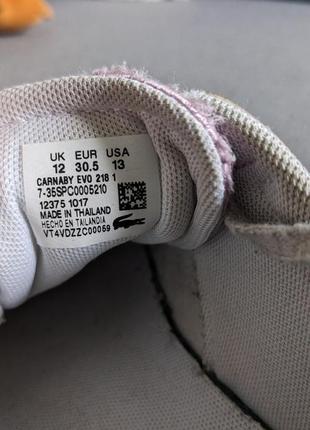 UK EUR USA
12 30.5 13
CARNABY EVO 218 1
7-35SPC0005210
12375 1017
MADE IN THAILAND
HECHO EN TAILANDIA
VT4VDZZC00059